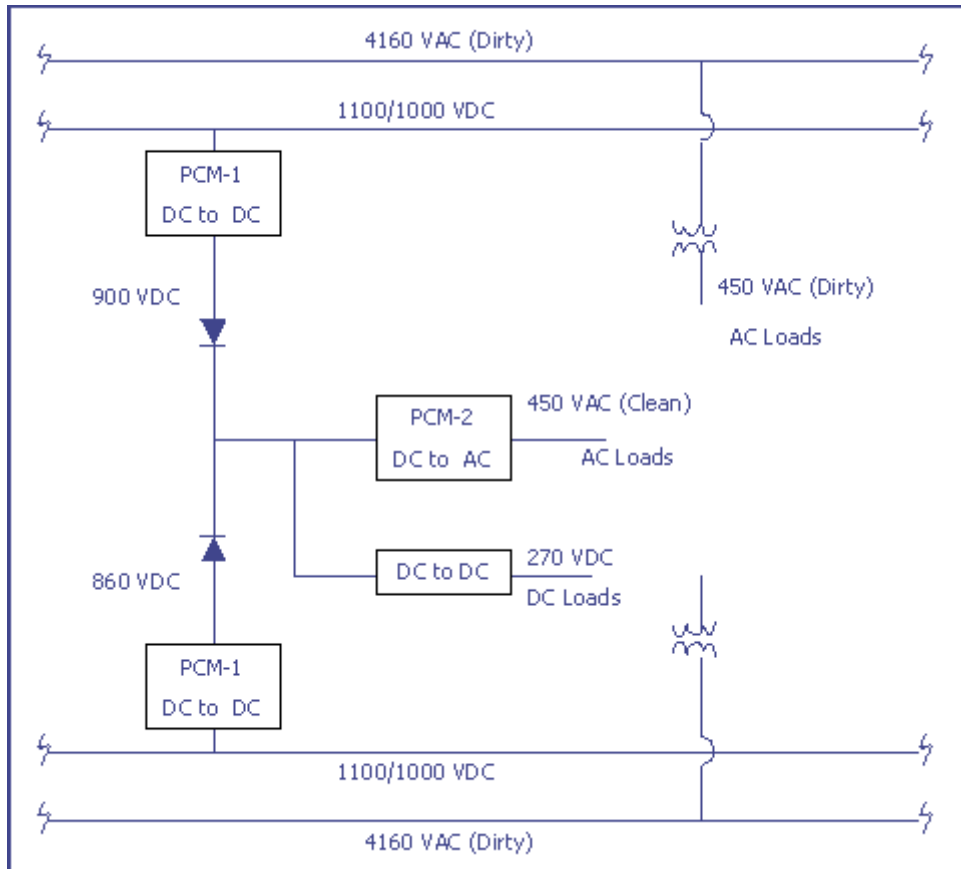 4160 VAC (Dirty)
1100/1000 VDC
PCM-1
DC to DC
900 VDC
450 VAC (Dirty)
AC Loads
PCM-2
DC to AC
450 VAC (Clean)
AC Loads
860 VDC
DC to DC
270 VDC
DC Loads
PCM-1
DC to DC
1100/1000 VDC
4160 VAC (Dirty)